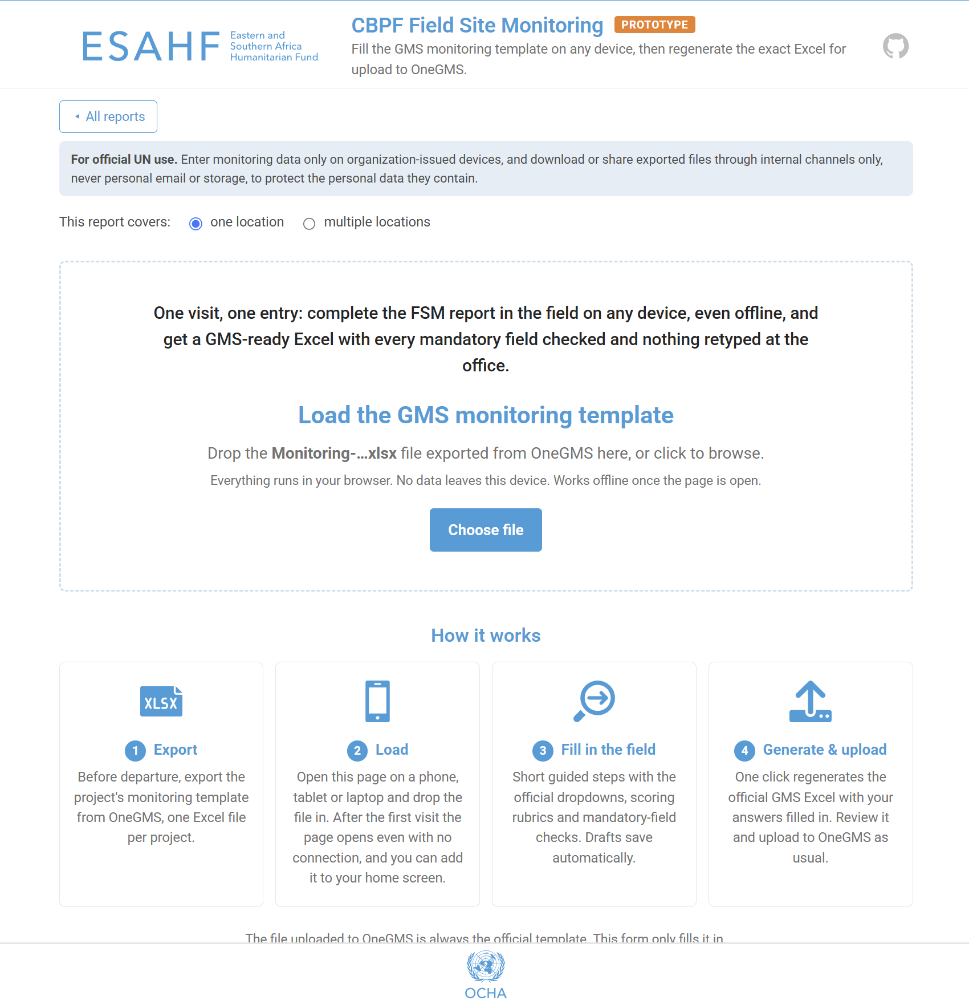 ESAHF
Eastern and
Southern Africa
Humanitarian Fund
CBPF Field Site Monitoring PROTOTYPE
Fill the GMS monitoring template on any device, then regenerate the exact Excel for
upload to OneGMS.
All reports
For official UN use. Enter monitoring data only on organization-issued devices, and download or share exported files through internal channels only,
never personal email or storage, to protect the personal data they contain.
This report covers: one location multiple locations
One visit, one entry: complete the FSM report in the field on any device, even offline, and
get a GMS-ready Excel with every mandatory field checked and nothing retyped at the
office.
Load the GMS monitoring template
Drop the Monitoring-...xlsx file exported from OneGMS here, or click to browse.
Everything runs in your browser. No data leaves this device. Works offline once the page is open.
Choose file
How it works
XLSX
1 Export
Before departure, export the
project's monitoring template
from OneGMS, one Excel file
per project.
2 Load
Open this page on a phone,
tablet or laptop and drop the
file in. After the first visit the
page opens even with no
connection, and you can add
it to your home screen.
3 Fill in the field
Short guided steps with the
official dropdowns, scoring
rubrics and mandatory-field
checks. Drafts save
automatically.
4 Generate & upload
One click regenerates the
official GMS Excel with your
answers filled in. Review it
and upload to OneGMS as
usual.
The file uploaded to OneGMS is always the official template. This form only fills it in.
OCHA